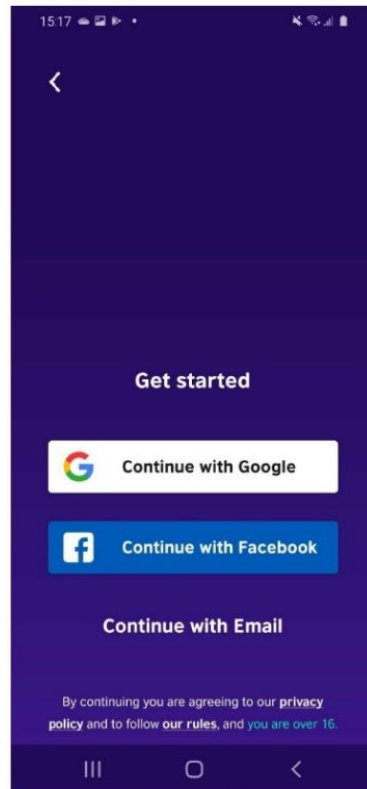 15:17
Get started
Continue with Google
Continue with Facebook
Continue with Email
By continuing you are agreeing to our privacy
policy and to follow our rules, and you are over 16.